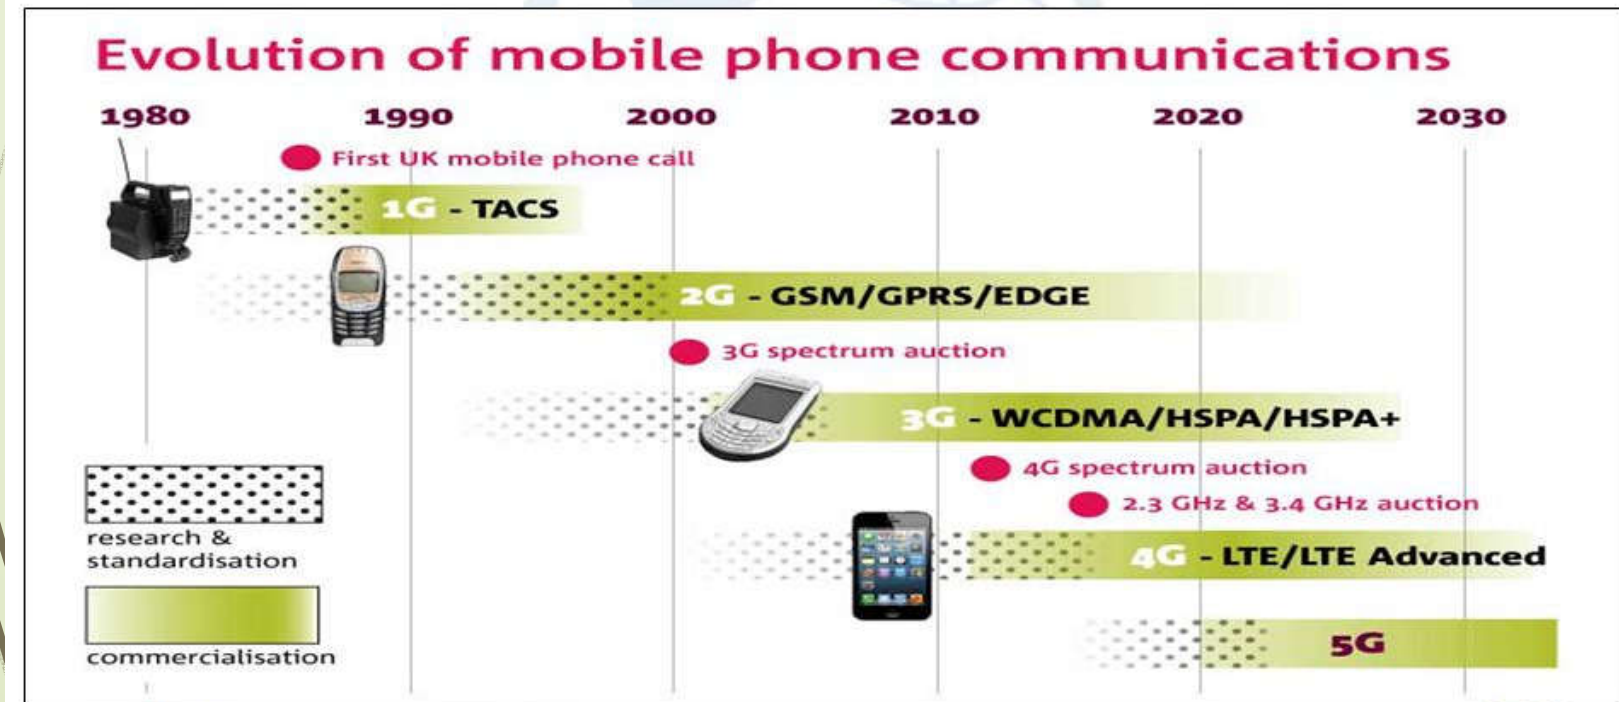 Evolution of mobile phone communications
1980 1990 2000 2010 2020 2030
First UK mobile phone call
1G - TACS
2G - GSM/GPRS/EDGE
3G spectrum auction
3G - WCDMA/HSPA/HSPA+
4G spectrum auction
2.3 GHz & 3.4 GHz auction
4G - LTE/LTE Advanced
5G
research &
standardisation
commercialisation